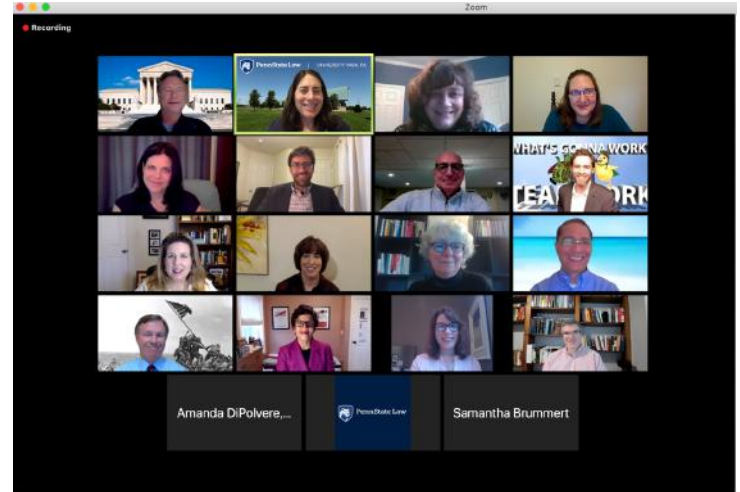 Zoom
Recording
PennState Law | UNIVERSITY PARK, PA
WHAT'S GONNA WORK
TEAMWORK
Amanda DiPolvere,...
PennState Law
Samantha Brummert